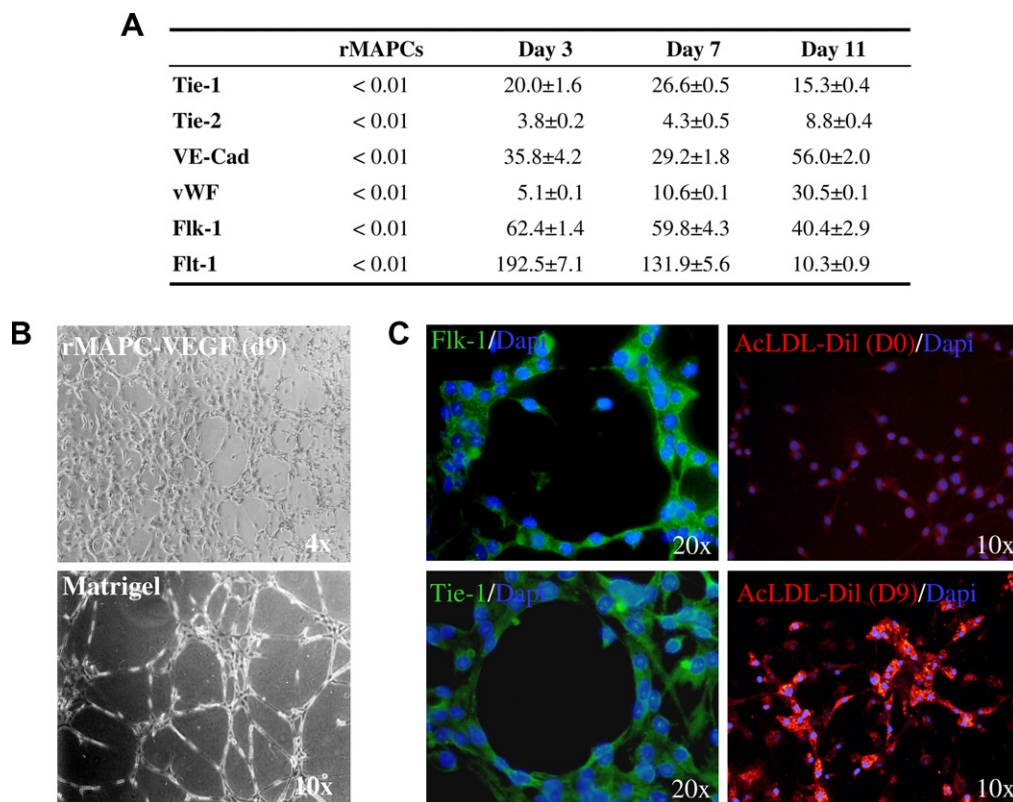 A
rMAPCs Day 3 Day 7 Day 11
Tie-1 < 0.01 20.0±1.6 26.6±0.5 15.3±0.4
Tie-2 < 0.01 3.8±0.2 4.3±0.5 8.8±0.4
VE-Cad < 0.01 35.8±4.2 29.2±1.8 56.0±2.0
vWF < 0.01 5.1±0.1 10.6±0.1 30.5±0.1
Flk-1 < 0.01 62.4±1.4 59.8±4.3 40.4±2.9
Flt-1 < 0.01 192.5±7.1 131.9±5.6 10.3±0.9
B
rMAPC-VEGF (d9)
4x
Matrigel
10x
C
Flk-1/Dapi
20x
AcLDL-Dil (D0)/Dapi
10x
Tie-1/Dapi
20x
AcLDL-Dil (D9)/Dapi
10x